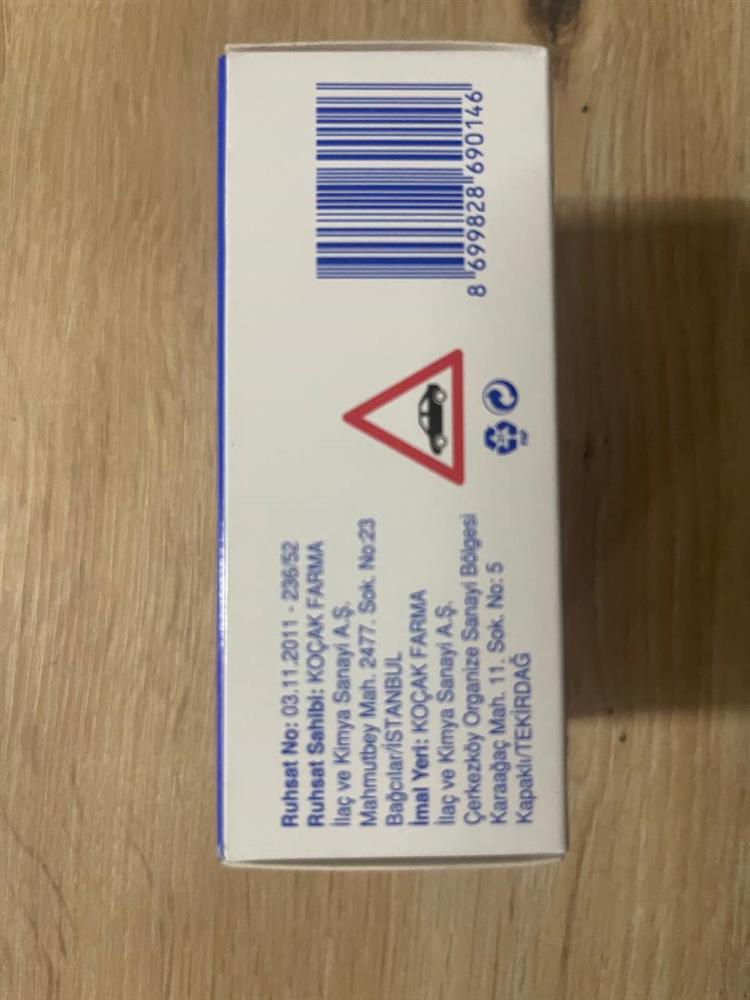 Ruhsat No: 03.11.2011 - 236/52
Ruhsat Sahibi: KOÇAK FARMA
İlaç ve Kimya Sanayi A.Ş.
Mahmutbey Mah. 2477. Sok. No:23
Bağcılar/İSTANBUL
İmal Yeri: KOÇAK FARMA
İlaç ve Kimya Sanayi A.Ş.
Çerkezköy Organize Sanayi Bölgesi
Karaağaç Mah. 11. Sok. No: 5
Kapaklı/TEKİRDAĞ
8 699828 690146